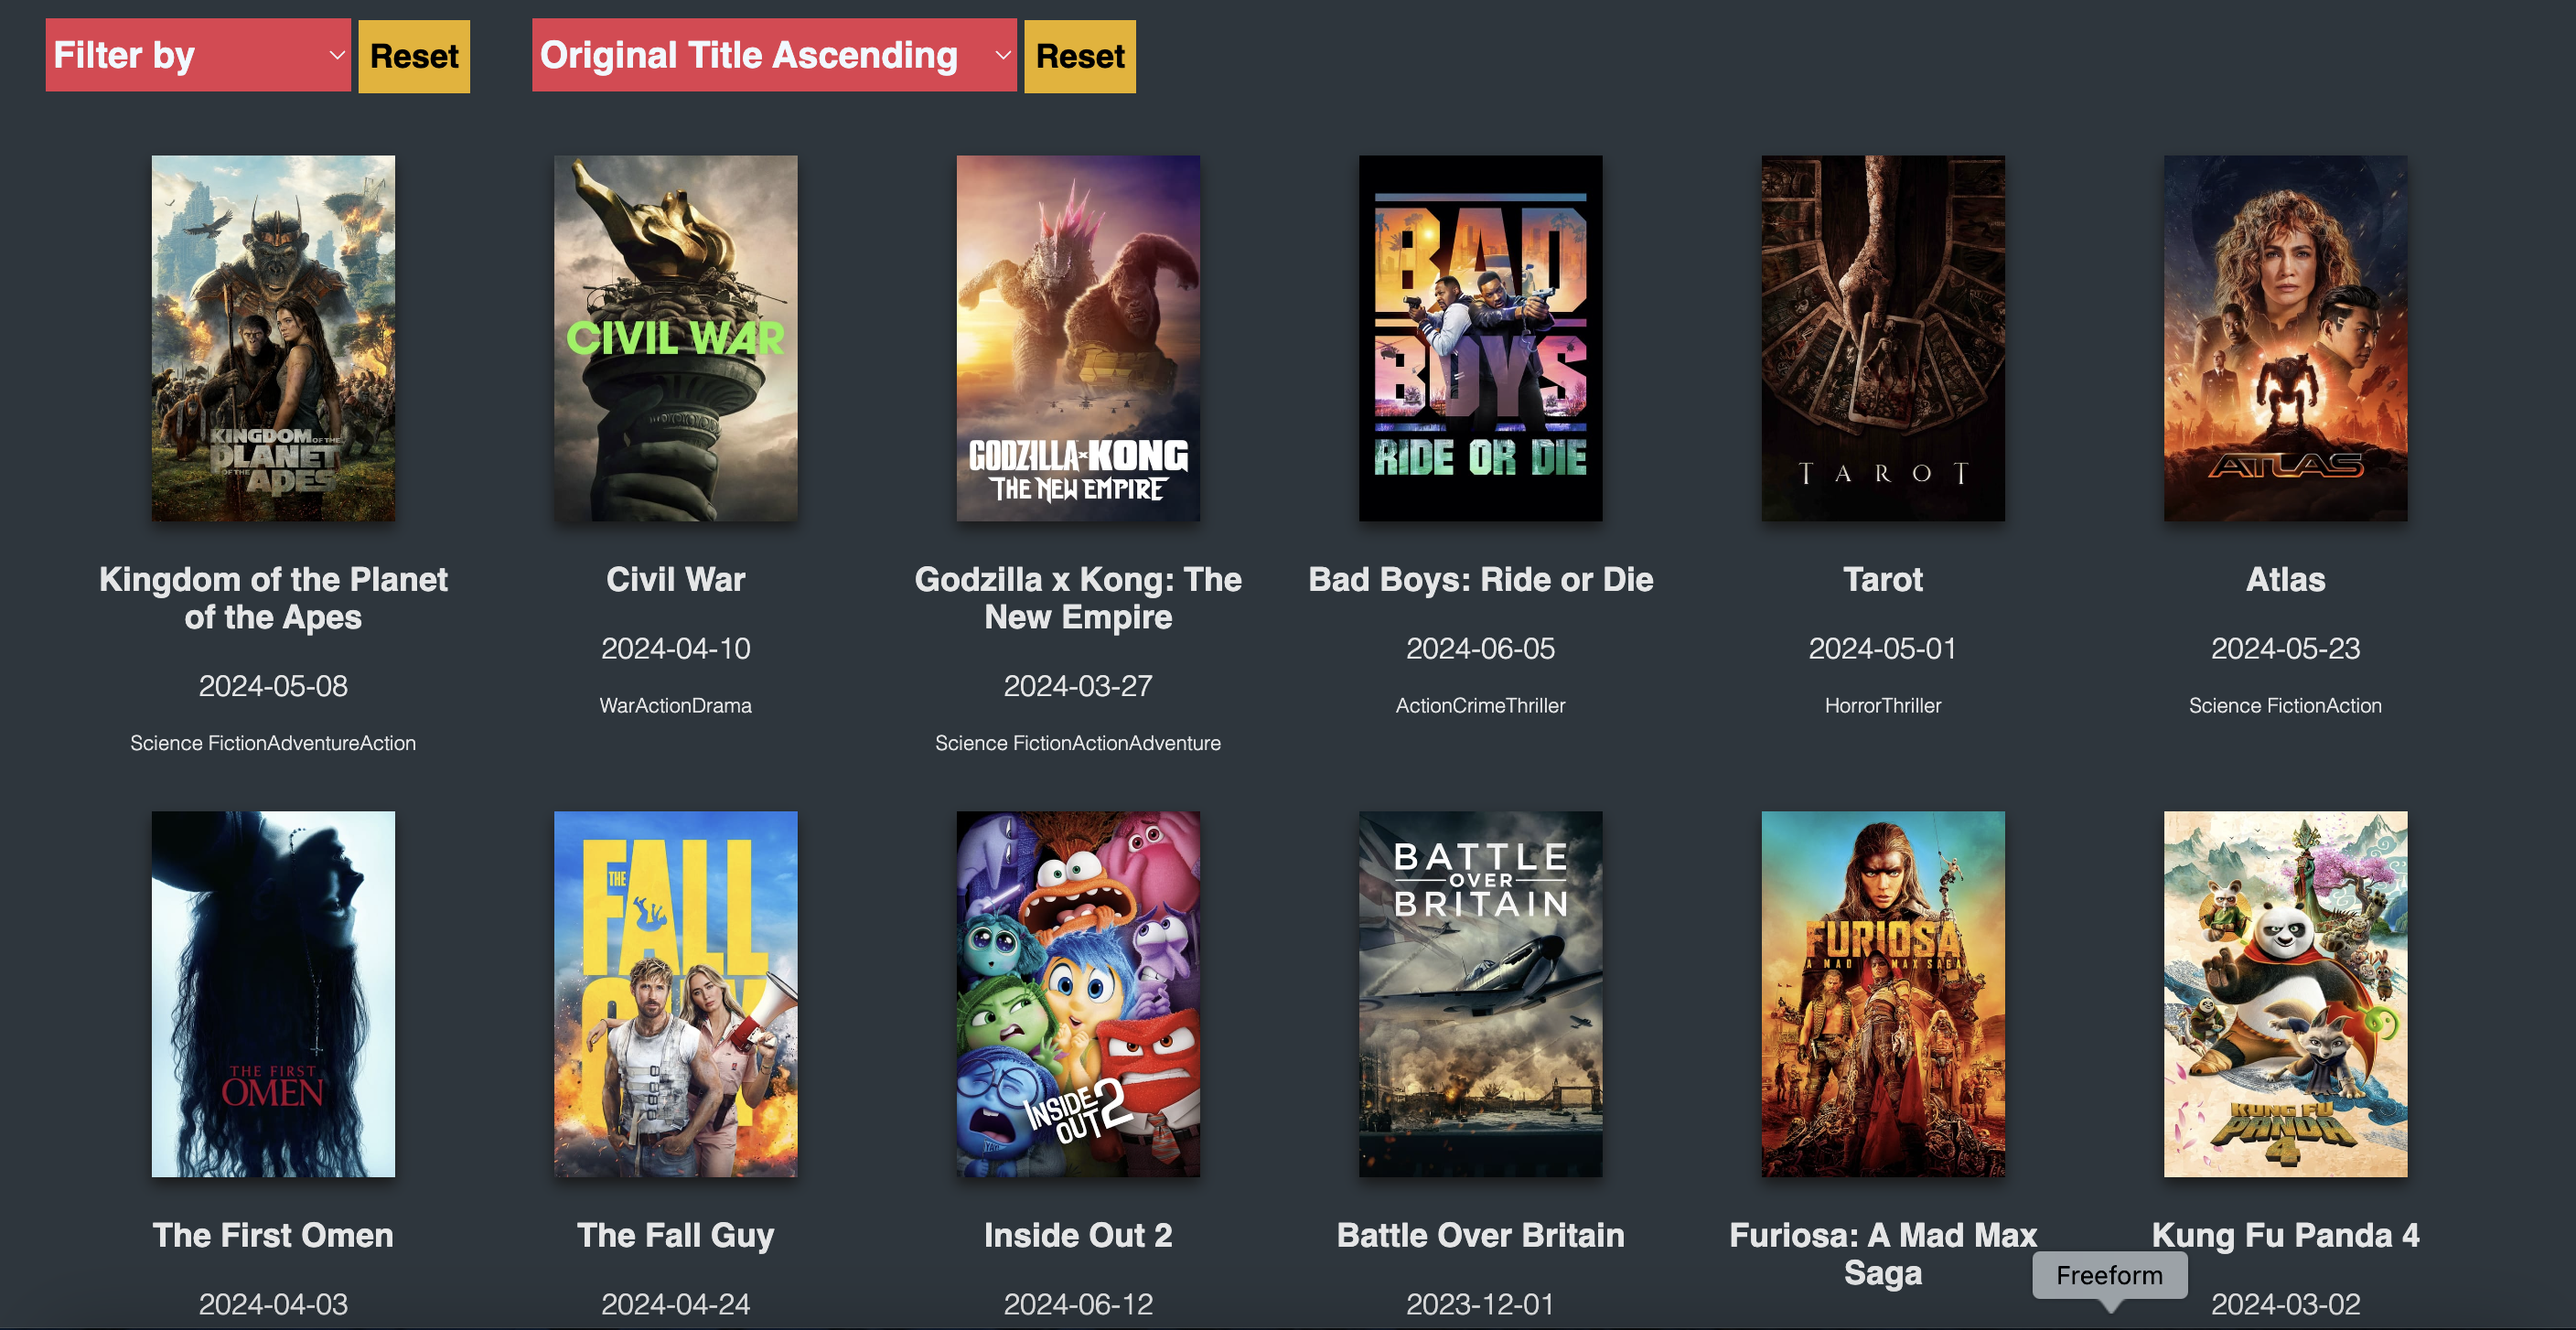 Filter by
Reset
Original Title Ascending
Reset
KINGDOM OF THE
PLANET
OF THE APES
CIVIL WAR
GODZILLA x KONG
THE NEW EMPIRE
BAD
BOYS
RIDE OR DIE
TAROT
ATLAS
Kingdom of the Planet
of the Apes
Civil War
Godzilla x Kong: The
New Empire
Bad Boys: Ride or Die
Tarot
Atlas
2024-05-08
2024-04-10
2024-03-27
2024-06-05
2024-05-01
2024-05-23
Science FictionAdventureAction
WarActionDrama
Science FictionActionAdventure
ActionCrimeThriller
HorrorThriller
Science FictionAction
THE FIRST
OMEN
THE
FALL
GUY
INSIDE
OUT 2
BATTLE
OVER
BRITAIN
FURIOSA
A MAD MAX SAGA
KUNG FU
PANDA
4
The First Omen
The Fall Guy
Inside Out 2
Battle Over Britain
Furiosa: A Mad Max
Saga
Kung Fu Panda 4
Freeform
2024-04-03
2024-04-24
2024-06-12
2023-12-01
2024-03-02